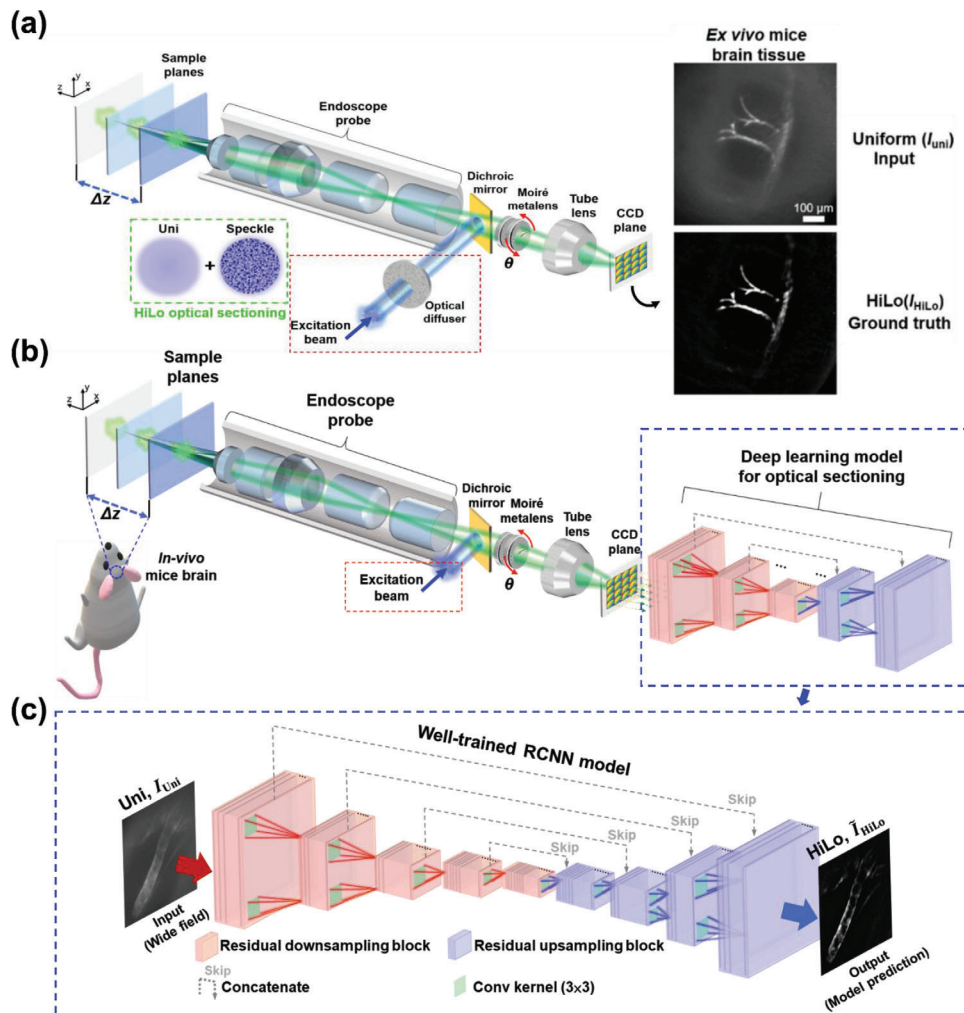 (a)
Ex vivo mice
brain tissue
Sample
planes
y
z
x
Endoscope
probe
Uniform (Iuni)
Input
Dichroic
mirror
Moiré
metalens
Tube
lens
CCD
plane
100 µm
Δz
Uni
Speckle
+
HiLo optical sectioning
θ
Optical
diffuser
Excitation
beam
HiLo(IHiLo)
Ground truth
(b)
Sample
planes
y
z
x
Endoscope
probe
Deep learning model
for optical sectioning
Dichroic
mirror
Moiré
metalens
Tube
lens
CCD
plane
Δz
In-vivo
mice brain
Excitation
beam
θ
... ...
... ...
(c)
Well-trained RCNN model
Uni, IUni
Skip
Skip
Skip
Skip
HiLo, ĨHiLo
Input
(Wide field)
Residual downsampling block
Residual upsampling block
Skip
Concatenate
Conv kernel (3×3)
Output
(Model prediction)